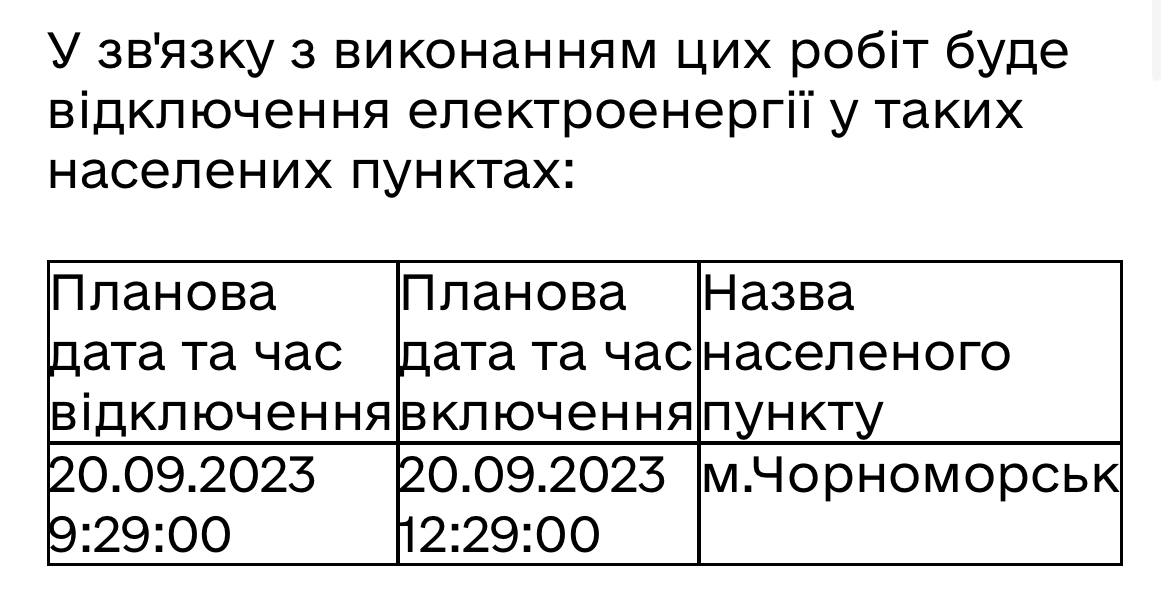 У зв'язку з виконанням цих робіт буде
відключення електроенергії у таких
населених пунктах:
Планова
дата та час
відключення
Планова
дата та час
включення
Назва
населеного
пункту
20.09.2023
9:29:00
20.09.2023
12:29:00
м.Чорноморськ